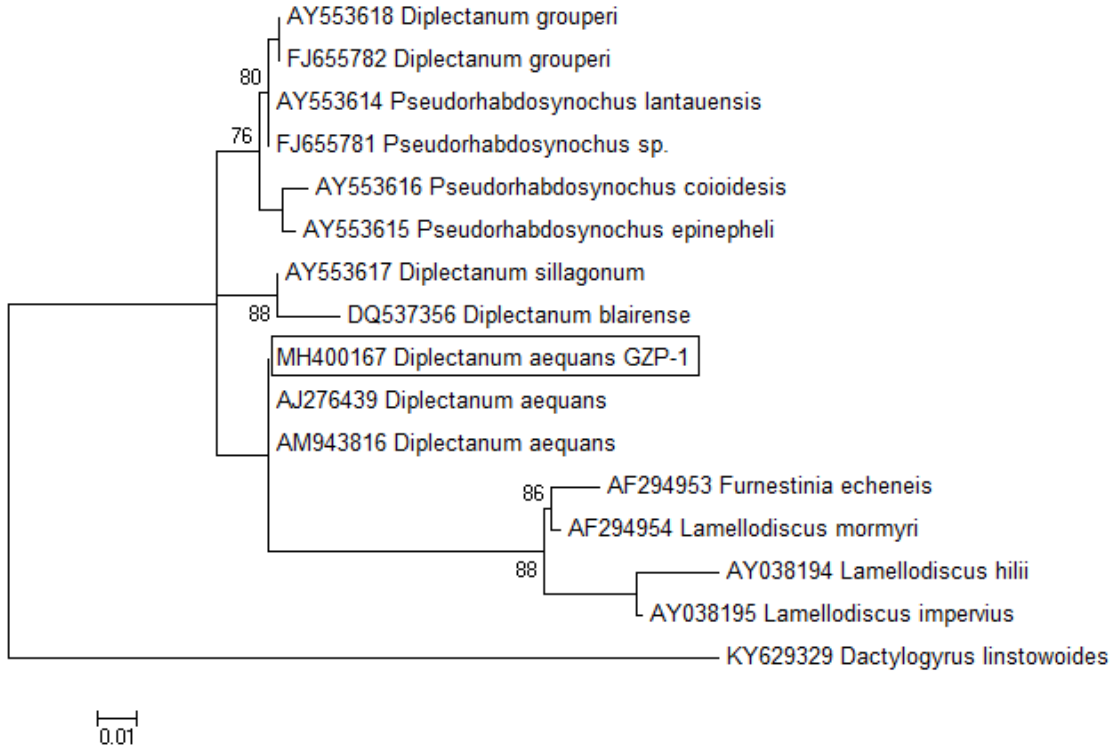 AY553618 Diplectanum grouperi
FJ655782 Diplectanum grouperi
80
AY553614 Pseudorhabdosynochus lantauensis
76
FJ655781 Pseudorhabdosynochus sp.
AY553616 Pseudorhabdosynochus coioidesis
AY553615 Pseudorhabdosynochus epinepheli
AY553617 Diplectanum sillagonum
88
DQ537356 Diplectanum blairense
MH400167 Diplectanum aequans GZP-1
AJ276439 Diplectanum aequans
AM943816 Diplectanum aequans
86
AF294953 Furnestinia echeneis
AF294954 Lamellodiscus mormyri
88
AY038194 Lamellodiscus hilii
AY038195 Lamellodiscus impervius
KY629329 Dactylogyrus linstowoides
0.01